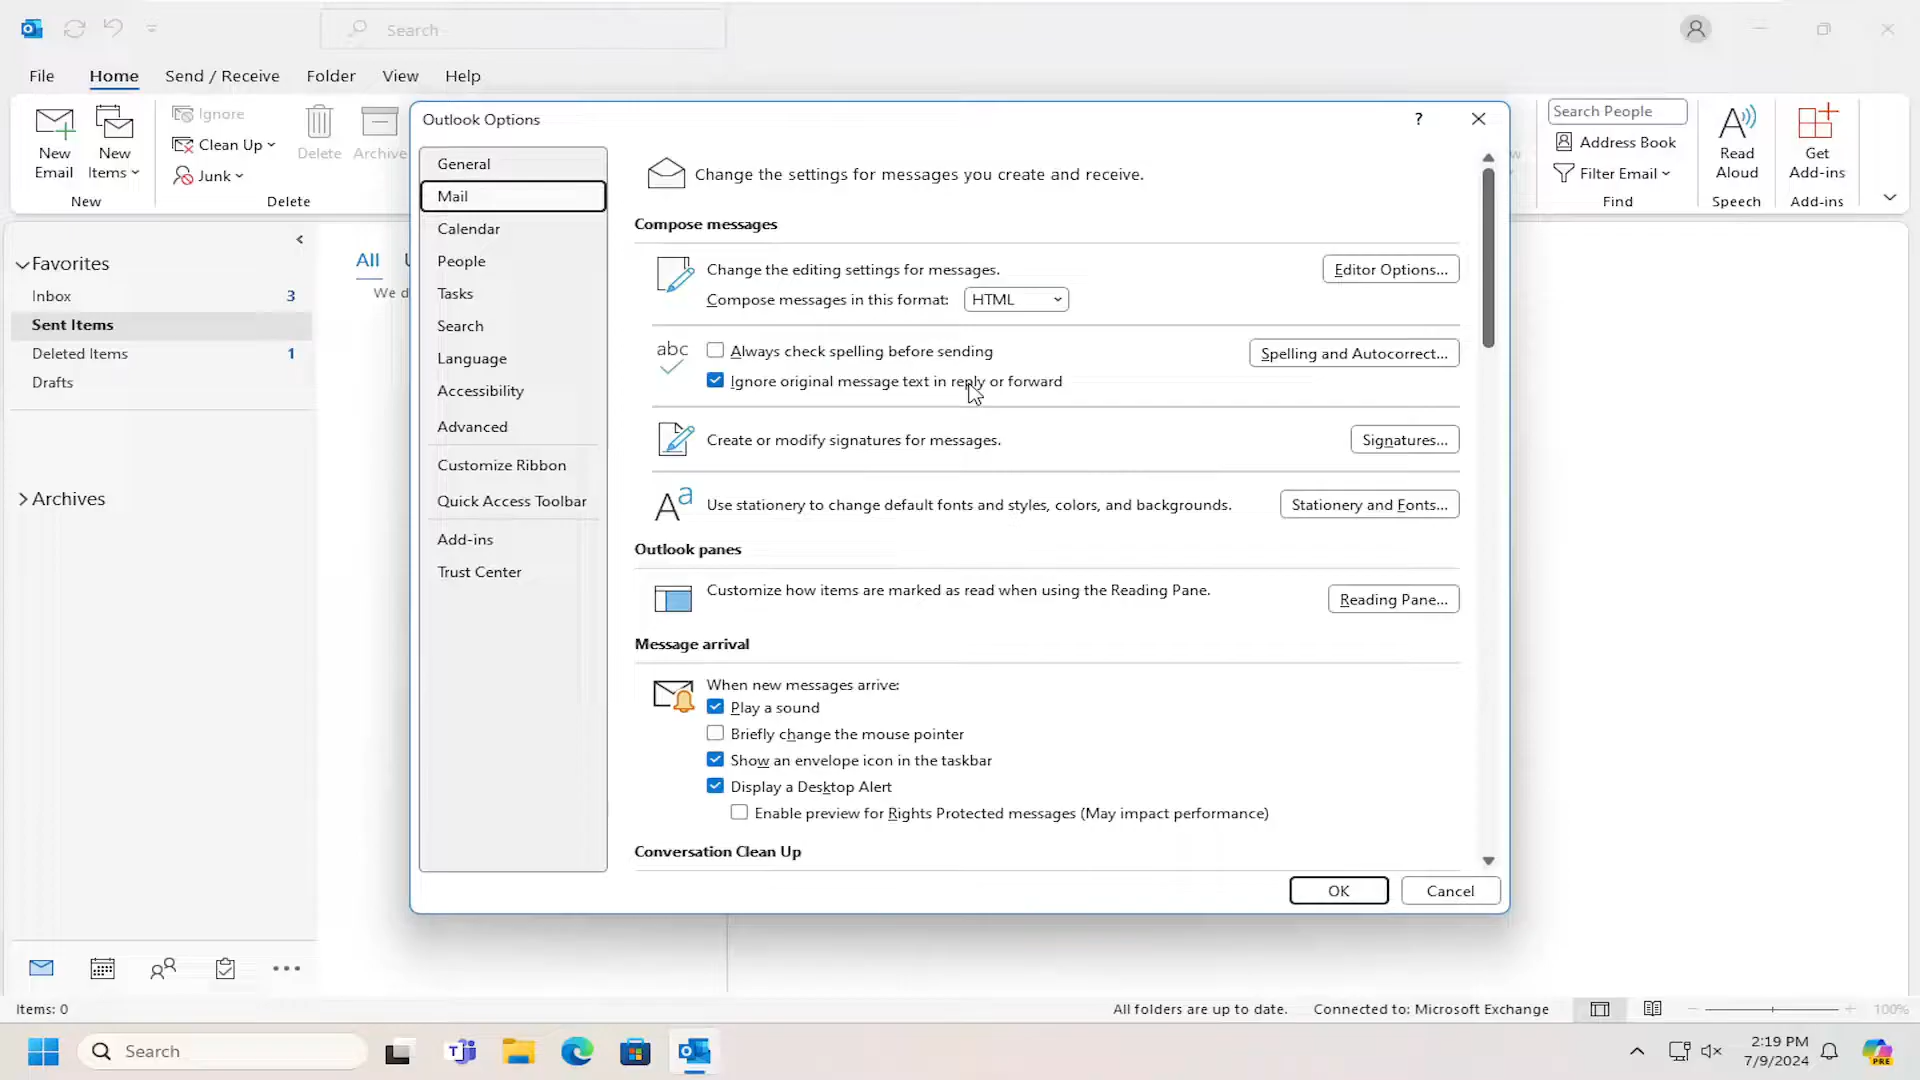 Search
File Home Send / Receive Folder View Help
New Email
New Items
New
Ignore
Clean Up
Junk
Delete
Archive
Delete
Search People
Address Book
Filter Email
Find
Read Aloud
Speech
Get Add-ins
Add-ins
Favorites
Inbox 3
Sent Items
Deleted Items 1
Drafts
Archives
All
We d
Outlook Options
?
General
Mail
Calendar
People
Tasks
Search
Language
Accessibility
Advanced
Customize Ribbon
Quick Access Toolbar
Add-ins
Trust Center
Change the settings for messages you create and receive.
Compose messages
Change the editing settings for messages. Editor Options...
Compose messages in this format: HTML
abc
Always check spelling before sending Spelling and Autocorrect...
Ignore original message text in reply or forward
Create or modify signatures for messages. Signatures...
Use stationery to change default fonts and styles, colors, and backgrounds. Stationery and Fonts...
Outlook panes
Customize how items are marked as read when using the Reading Pane. Reading Pane...
Message arrival
When new messages arrive:
Play a sound
Briefly change the mouse pointer
Show an envelope icon in the taskbar
Display a Desktop Alert
Enable preview for Rights Protected messages (May impact performance)
Conversation Clean Up
OK Cancel
Items: 0 All folders are up to date. Connected to: Microsoft Exchange 100%
Search
2:19 PM
7/9/2024
PRE